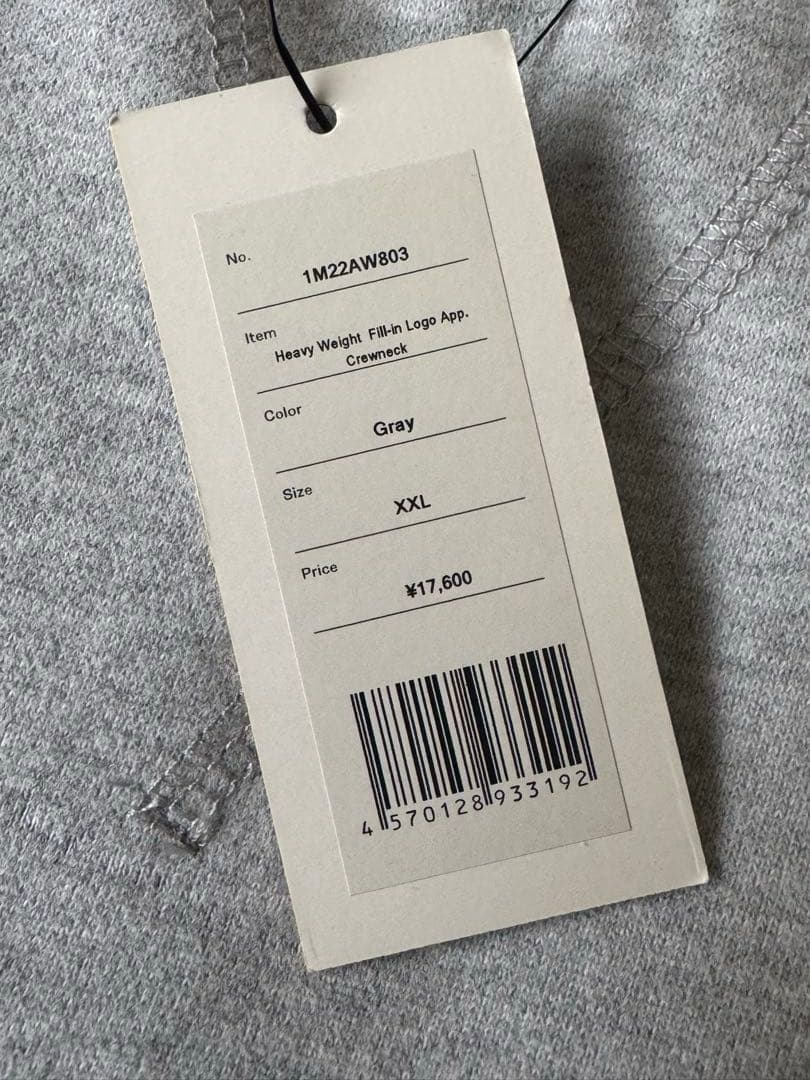 No.
1M22AW803
Item
Heavy Weight Fill-in Logo App.
Crewneck
Color
Gray
Size
XXL
Price
¥17,600
4 570128 933192